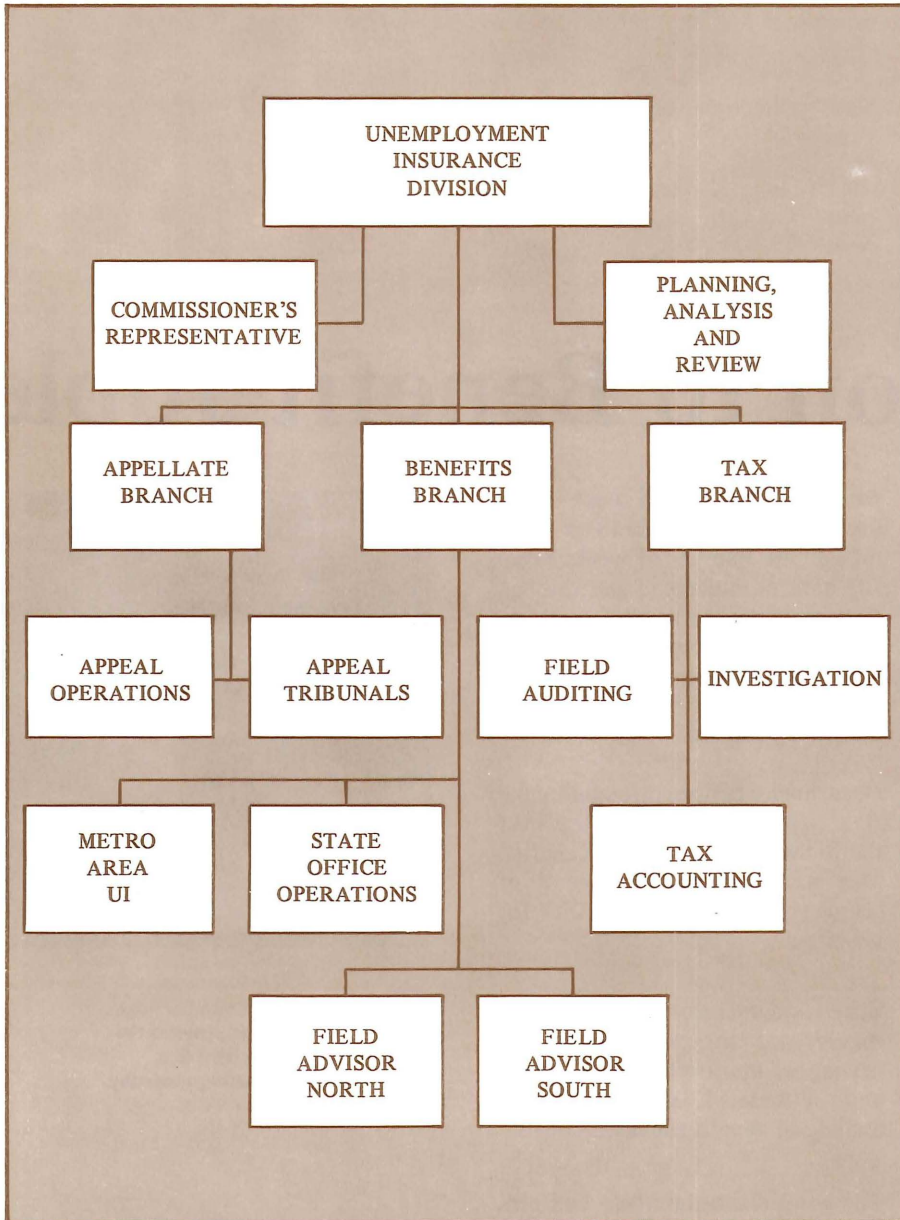 UNEMPLOYMENT
INSURANCE
DIVISION
COMMISSIONER'S
REPRESENTATIVE
PLANNING,
ANALYSIS
AND
REVIEW
APPELLATE
BRANCH
BENEFITS
BRANCH
TAX
BRANCH
APPEAL
OPERATIONS
APPEAL
TRIBUNALS
FIELD
AUDITING
INVESTIGATION
METRO
AREA
UI
STATE
OFFICE
OPERATIONS
TAX
ACCOUNTING
FIELD
ADVISOR
NORTH
FIELD
ADVISOR
SOUTH